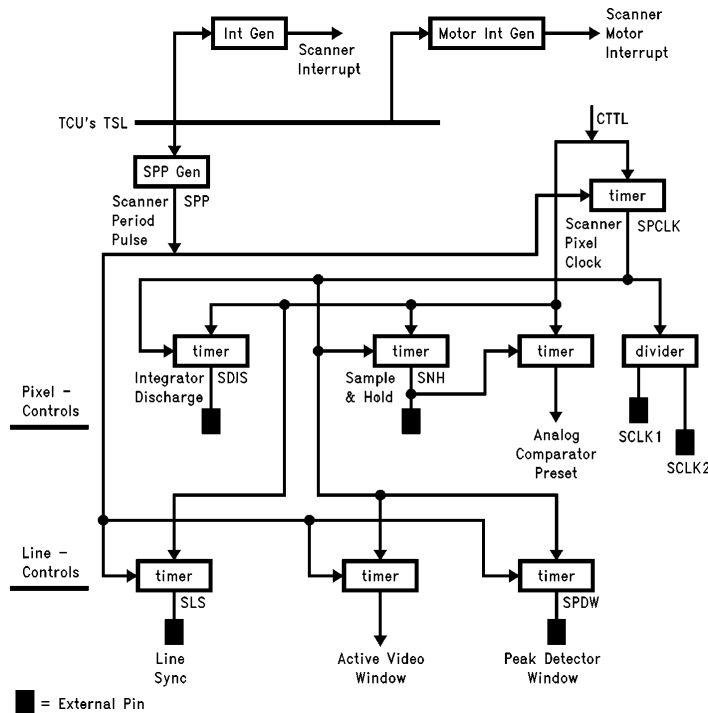 Int Gen
Scanner
Interrupt
Motor Int Gen
Scanner
Motor
Interrupt
TCU's TSL
CTTL
SPP Gen
Scanner
Period
Pulse
SPP
timer
Scanner
Pixel
Clock
SPCLK
timer
Integrator
Discharge
SDIS
timer
Sample
& Hold
SNH
timer
Analog
Comparator
Preset
divider
SCLK1
SCLK2
Pixel -
Controls
Line -
Controls
timer
SLS
Line
Sync
timer
Active Video
Window
timer
SPDW
Peak Detector
Window
= External Pin